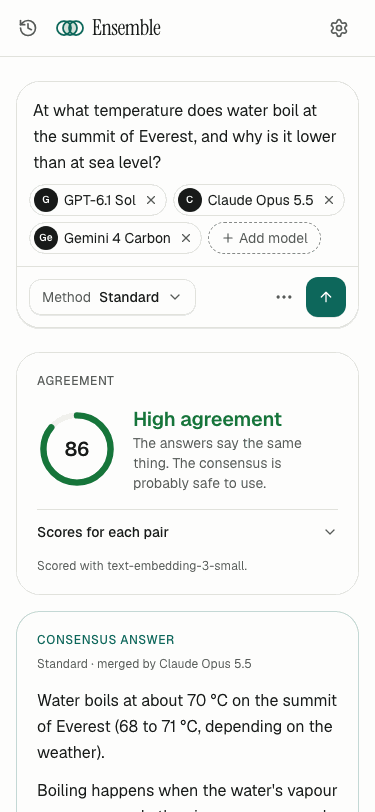 Ensemble
At what temperature does water boil at
the summit of Everest, and why is it lower
than at sea level?
G GPT-6.1 Sol ×
C Claude Opus 5.5 ×
Ge Gemini 4 Carbon ×
+ Add model
Method Standard
AGREEMENT
86
High agreement
The answers say the same
thing. The consensus is
probably safe to use.
Scores for each pair
Scored with text-embedding-3-small.
CONSENSUS ANSWER
Standard · merged by Claude Opus 5.5
Water boils at about 70 °C on the summit
of Everest (68 to 71 °C, depending on the
weather).
Boiling happens when the water's vapour